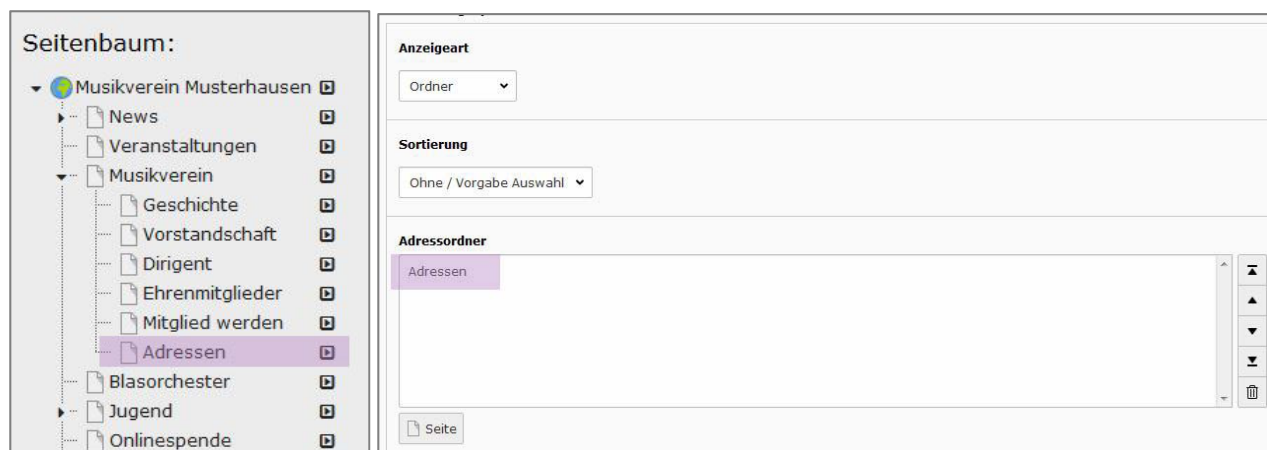 Seitenbaum:
Musikverein Musterhausen
News
Veranstaltungen
Musikverein
Geschichte
Vorstandschaft
Dirigent
Ehrenmitglieder
Mitglied werden
Adressen
Blasorchester
Jugend
Onlinespende
Anzeigeart
Ordner
Sortierung
Ohne / Vorgabe Auswahl
Adressordner
Adressen
Seite